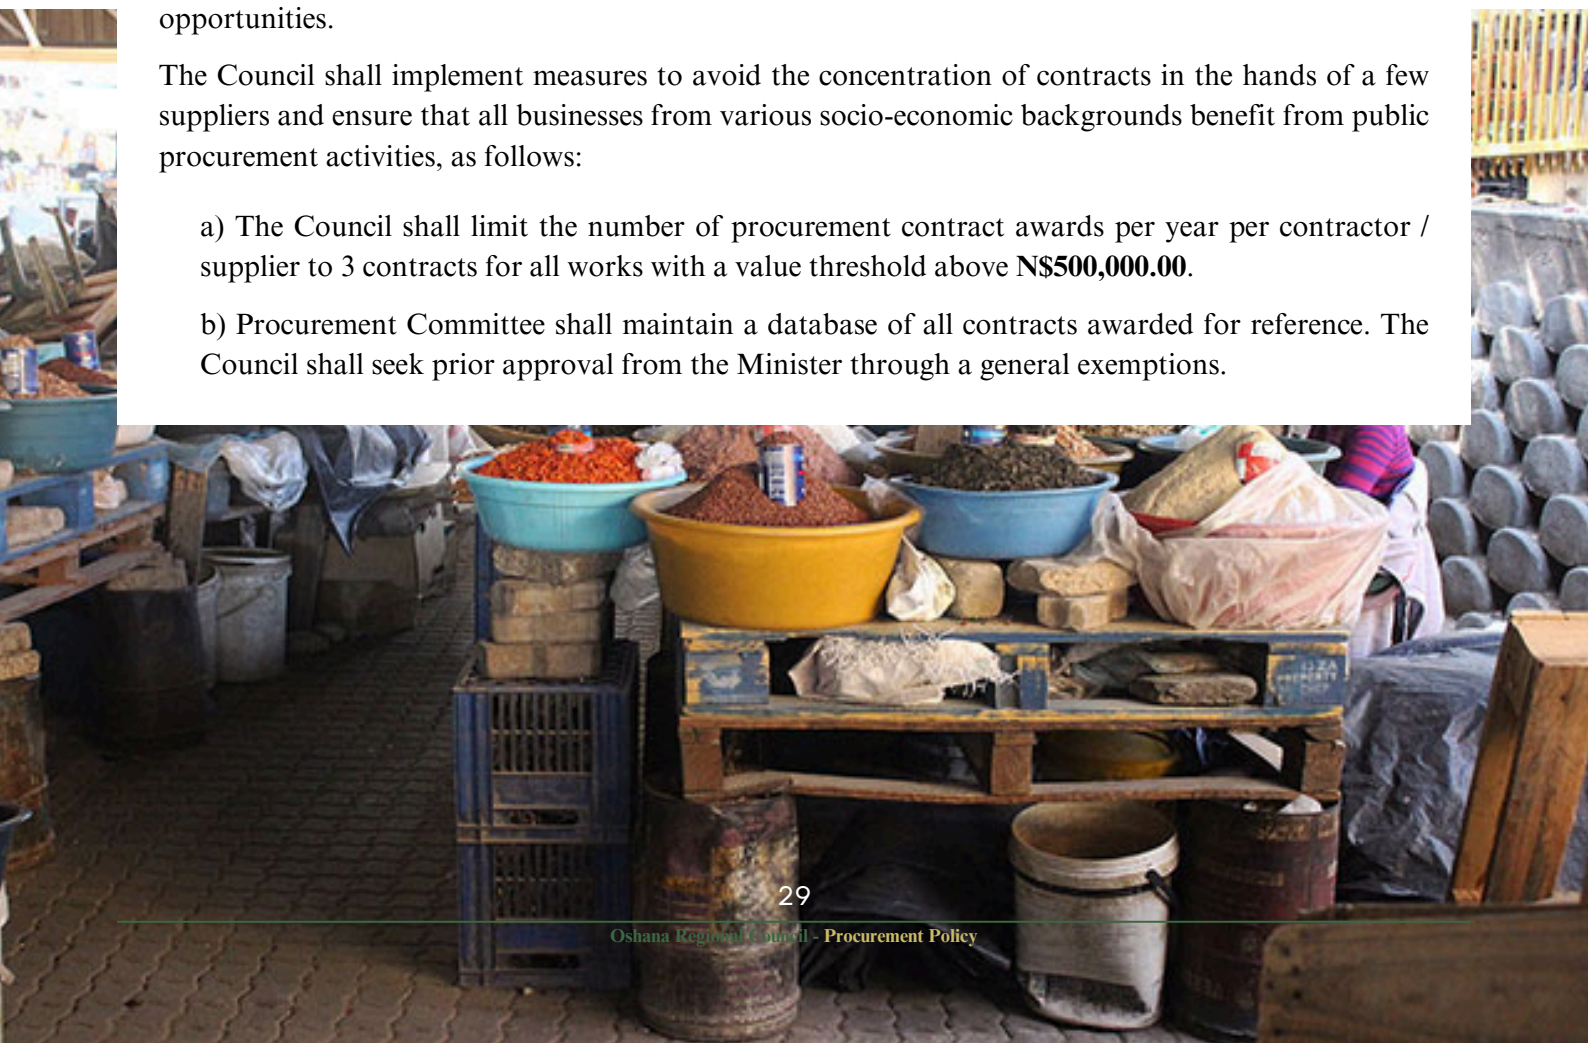 opportunities.
The Council shall implement measures to avoid the concentration of contracts in the hands of a few
suppliers and ensure that all businesses from various socio-economic backgrounds benefit from public
procurement activities, as follows:
a) The Council shall limit the number of procurement contract awards per year per contractor /
supplier to 3 contracts for all works with a value threshold above N$500,000.00.
b) Procurement Committee shall maintain a database of all contracts awarded for reference. The
Council shall seek prior approval from the Minister through a general exemptions.
PROPERTY
29
Oshana Regional Council - Procurement Policy